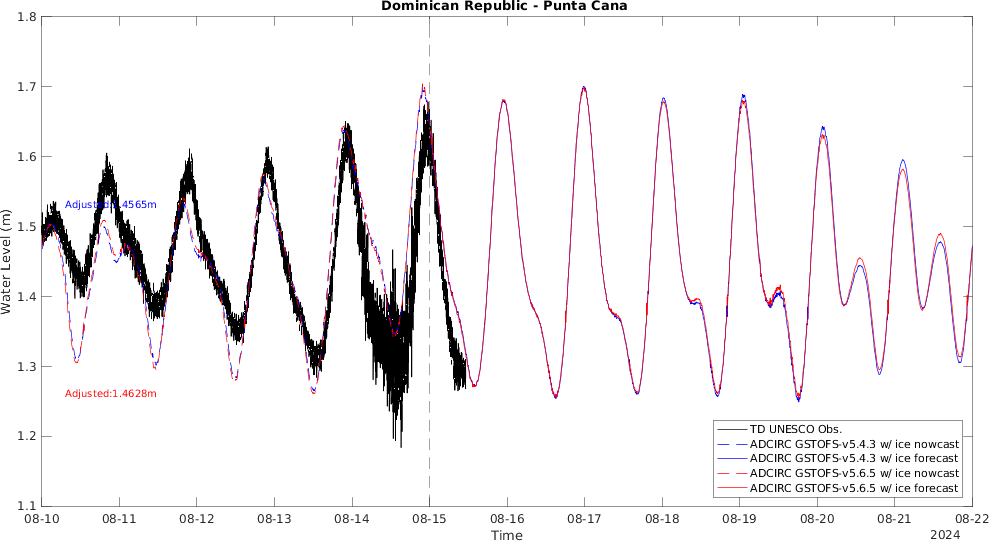 Dominican Republic - Punta Cana
1.8
1.7
1.6
1.5
1.4
1.3
1.2
1.1
Water Level (m)
Adjusted:1.4565m
Adjusted:1.4628m
TD UNESCO Obs.
ADCIRC GSTOFS-v5.4.3 w/ ice nowcast
ADCIRC GSTOFS-v5.4.3 w/ ice forecast
ADCIRC GSTOFS-v5.6.5 w/ ice nowcast
ADCIRC GSTOFS-v5.6.5 w/ ice forecast
08-10 08-11 08-12 08-13 08-14 08-15 08-16 08-17 08-18 08-19 08-20 08-21 08-22
Time
2024